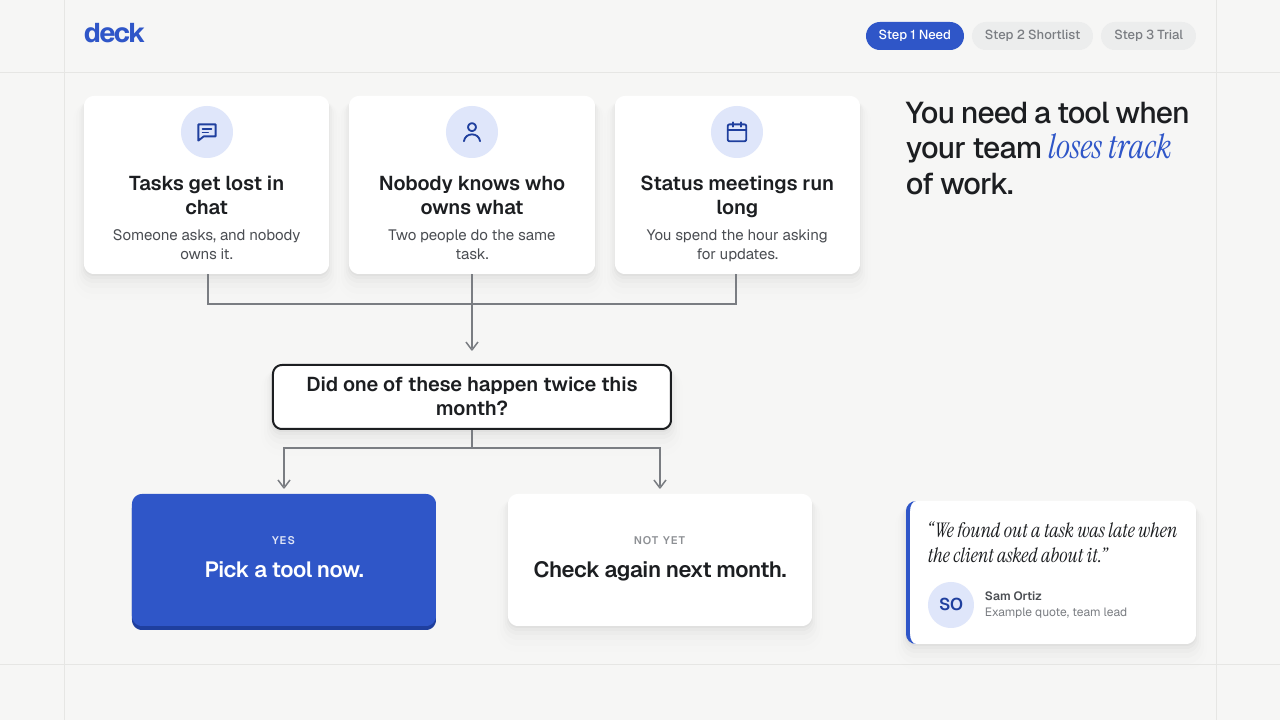 deck
Step 1 Need
Step 2 Shortlist
Step 3 Trial
Tasks get lost in
chat
Someone asks, and nobody
owns it.
Nobody knows who
owns what
Two people do the same
task.
Status meetings run
long
You spend the hour asking
for updates.
You need a tool when
your team loses track
of work.
Did one of these happen twice this
month?
YES
Pick a tool now.
NOT YET
Check again next month.
“We found out a task was late when
the client asked about it.”
SO
Sam Ortiz
Example quote, team lead